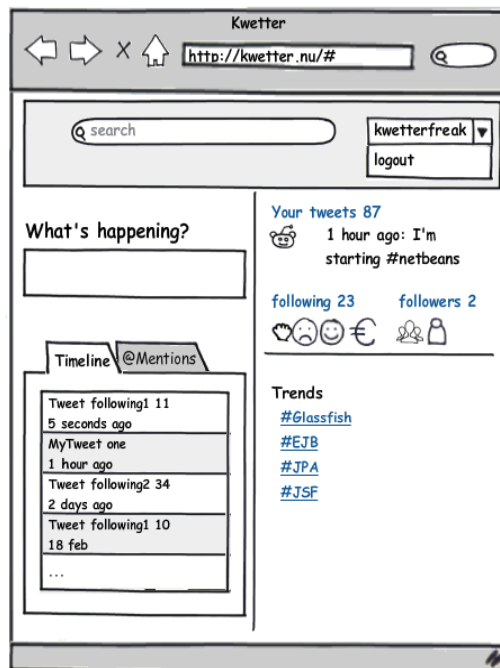 Kwetter
http://kwetter.nu/#
search
kwetterfreak
logout
What's happening?
Your tweets 87
1 hour ago: I'm
starting #netbeans
following 23
followers 2
Timeline
@Mentions
Tweet following1 11
5 seconds ago
MyTweet one
1 hour ago
Tweet following2 34
2 days ago
Tweet following1 10
18 feb
...
Trends
#Glassfish
#EJB
#JPA
#JSF